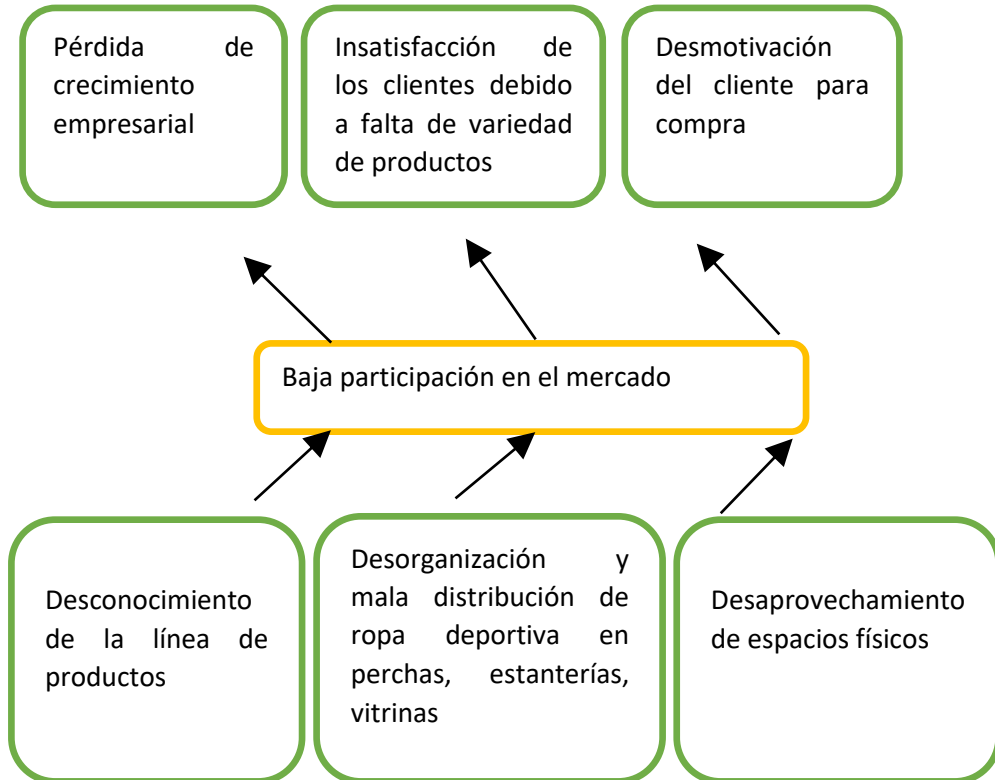 Pérdida de
crecimiento
empresarial
Insatisfacción de
los clientes debido
a falta de variedad
de productos
Desmotivación
del cliente para
compra
Baja participación en el mercado
Desconocimiento
de la línea de
productos
Desorganización y
mala distribución de
ropa deportiva en
perchas, estanterías,
vitrinas
Desaprovechamiento
de espacios físicos